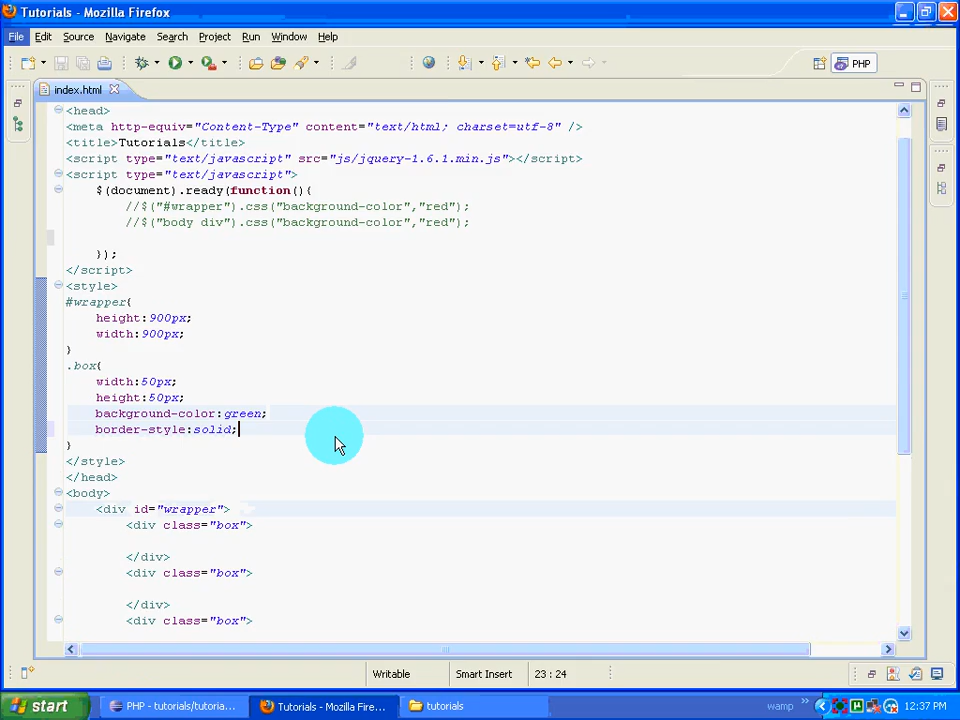 Tutorials - Mozilla Firefox
File Edit Source Navigate Search Project Run Window Help
PHP
index.html
<head>
<meta http-equiv="Content-Type" content="text/html; charset=utf-8" />
<title>Tutorials</title>
<script type="text/javascript" src="js/jquery-1.6.1.min.js"></script>
<script type="text/javascript">
$(document).ready(function(){
//$("#wrapper").css("background-color","red");
//$("body div").css("background-color","red");
});
</script>
<style>
#wrapper{
height:900px;
width:900px;
}
.box{
width:50px;
height:50px;
background-color:green;
border-style:solid;
}
</style>
</head>
<body>
<div id="wrapper">
<div class="box">
</div>
<div class="box">
</div>
<div class="box">
Writable Smart Insert 23 : 24
start PHP - tutorials/tutoria... Tutorials - Mozilla Fire... tutorials wamp 12:37 PM